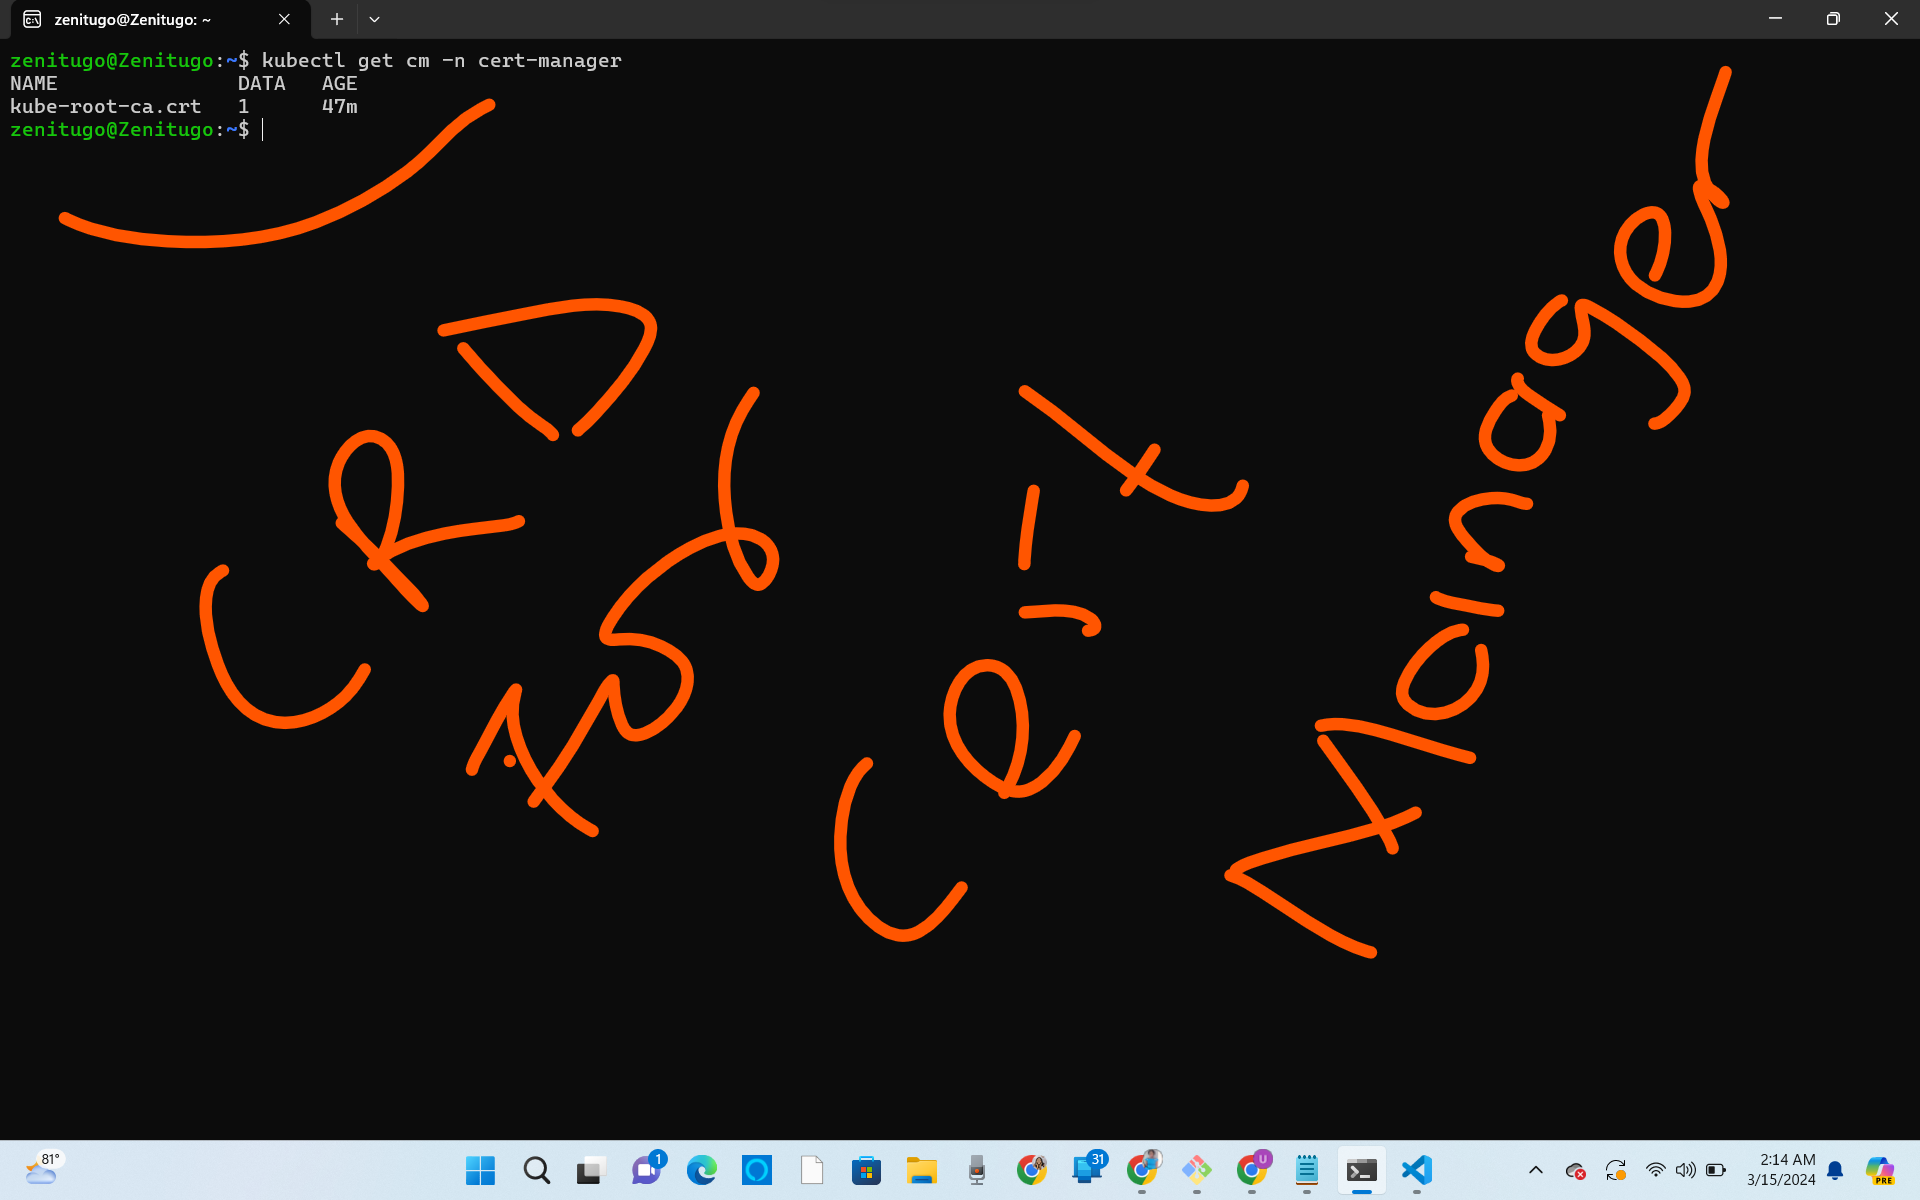 zenitugo@Zenitugo: ~
zenitugo@Zenitugo:~$ kubectl get cm -n cert-manager
NAME DATA AGE
kube-root-ca.crt 1 47m
zenitugo@Zenitugo:~$
CRD
for
Cert
Manager
81°
1
31
U
2:14 AM
3/15/2024
PRE